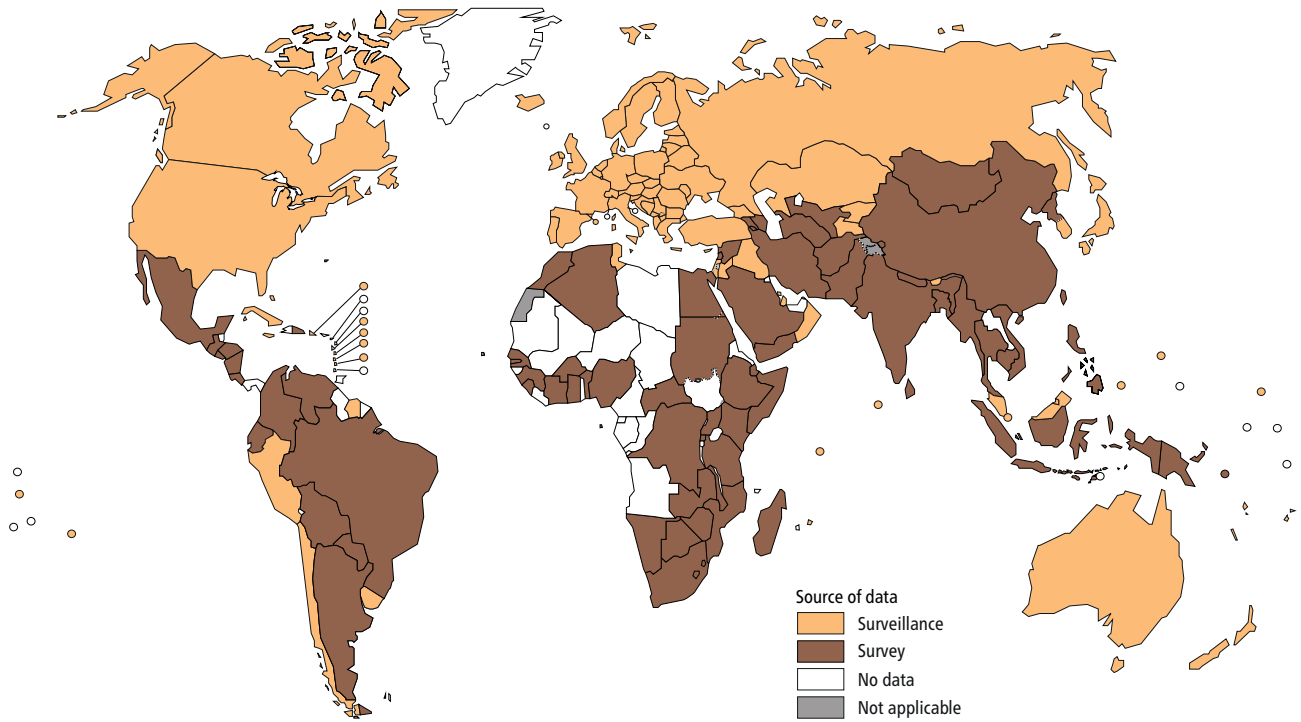 Source of data
Surveillance
Survey
No data
Not applicable